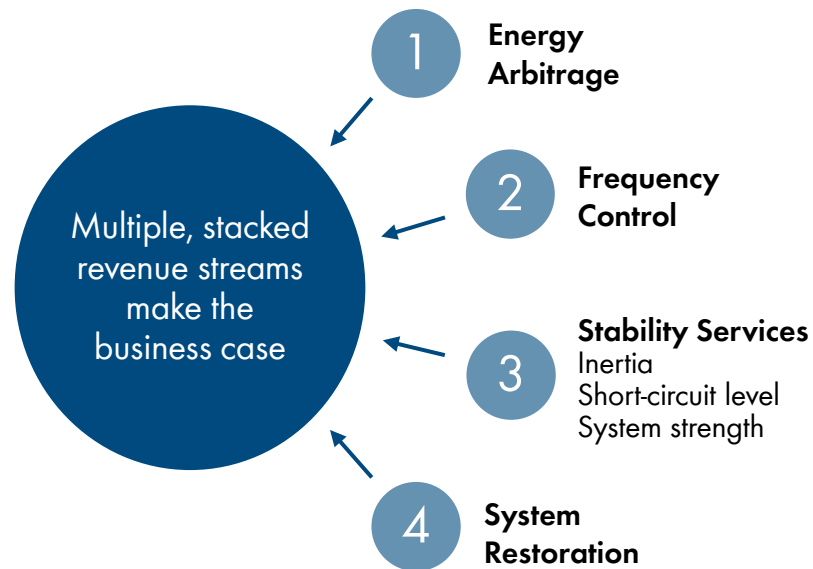 1
Energy
Arbitrage
2
Frequency
Control
Multiple, stacked
revenue streams
make the
business case
3
Stability Services
Inertia
Short-circuit level
System strength
4
System
Restoration